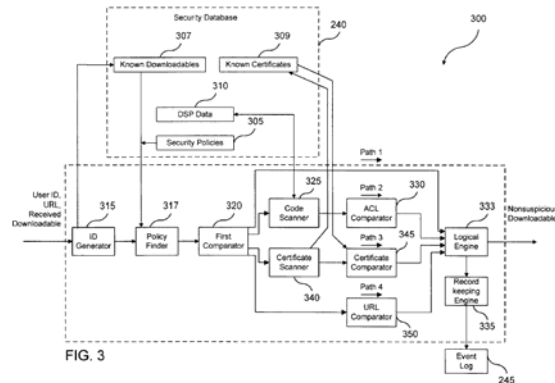 Security Database
240
300
307
309
Known Downloadables
Known Certificates
310
DSP Data
305
Security Policies
Path 1
User ID,
URL,
Received
Downloadable
315
ID
Generator
317
Policy
Finder
320
First
Comparator
325
Code
Scanner
Path 2
330
ACL
Comparator
333
Logical
Engine
Nonsuspicious
Downloadable
Certificate
Scanner
340
Path 3
345
Certificate
Comparator
Path 4
URL
Comparator
350
Record
keeping
Engine
335
FIG. 3
Event
Log
245